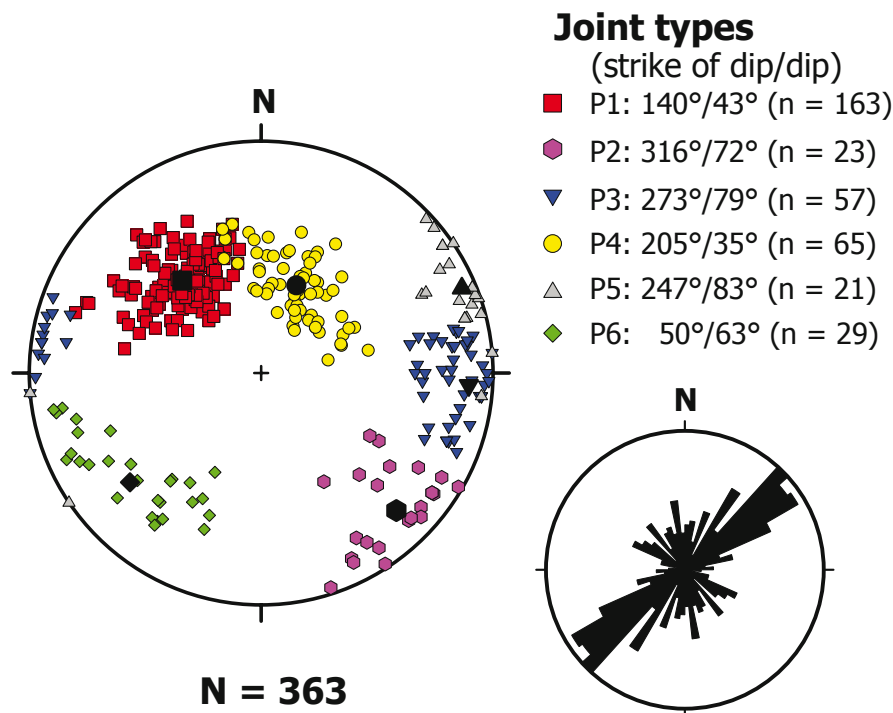 Joint types
(strike of dip/dip)
P1: 140°/43° (n = 163)
P2: 316°/72° (n = 23)
P3: 273°/79° (n = 57)
P4: 205°/35° (n = 65)
P5: 247°/83° (n = 21)
P6: 50°/63° (n = 29)
N
N
N = 363